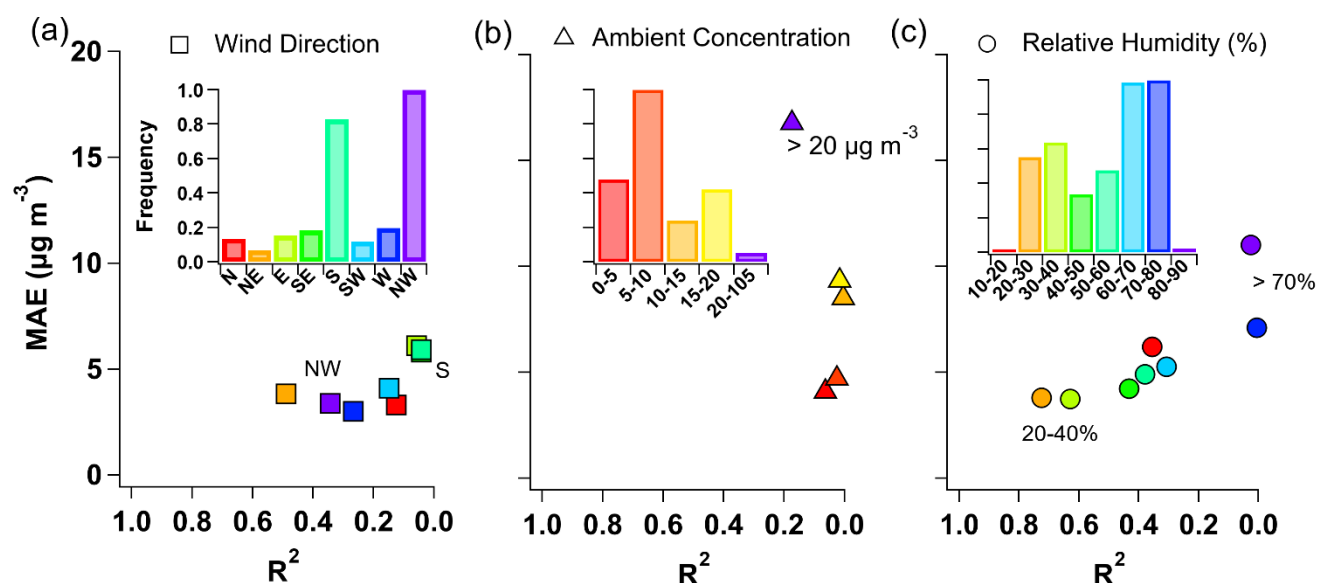 (a) Wind Direction
20
15
10
5
0
MAE (µg m⁻³)
1.0
0.8
0.6
0.4
0.2
0.0
Frequency
N NE E SE S SW W NW
NW
S
1.0 0.8 0.6 0.4 0.2 0.0
R²
(b) Ambient Concentration
0-5 5-10 10-15 15-20 20-105
> 20 µg m⁻³
1.0 0.8 0.6 0.4 0.2 0.0
R²
(c) Relative Humidity (%)
10-20 20-30 30-40 40-50 50-60 60-70 70-80 80-90
> 70%
20-40%
1.0 0.8 0.6 0.4 0.2 0.0
R²